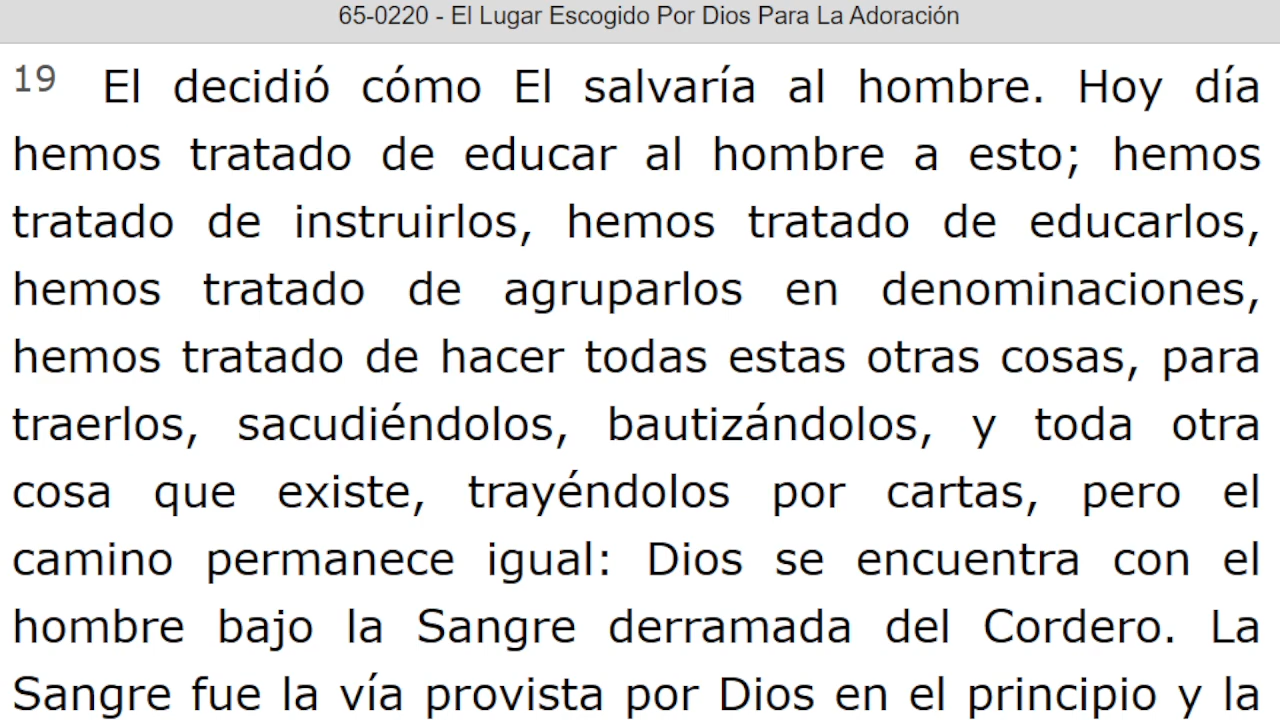 65-0220 - El Lugar Escogido Por Dios Para La Adoración
19 El decidió cómo El salvaría al hombre. Hoy día
hemos tratado de educar al hombre a esto; hemos
tratado de instruirlos, hemos tratado de educarlos,
hemos tratado de agruparlos en denominaciones,
hemos tratado de hacer todas estas otras cosas, para
traerlos, sacudiéndolos, bautizándolos, y toda otra
cosa que existe, trayéndolos por cartas, pero el
camino permanece igual: Dios se encuentra con el
hombre bajo la Sangre derramada del Cordero. La
Sangre fue la vía provista por Dios en el principio y la